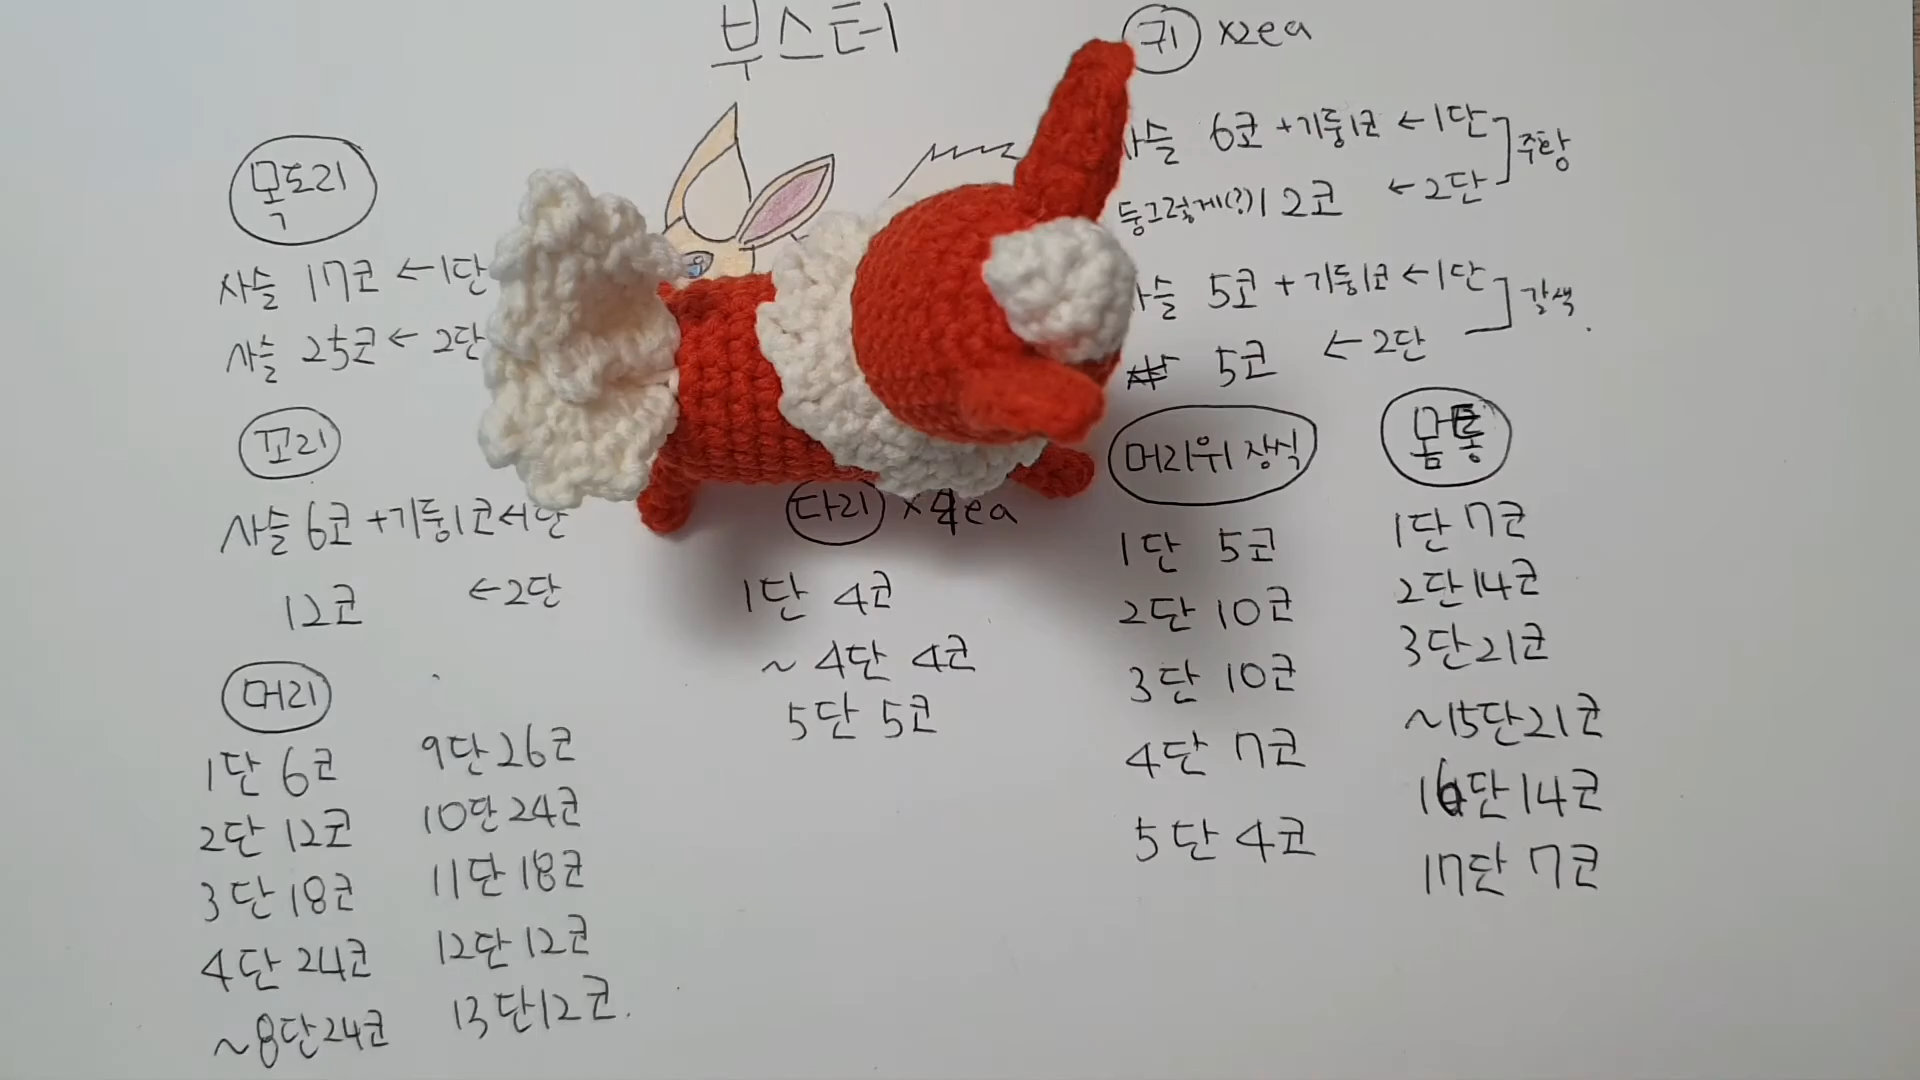 부스터
귀 x2ea
사슬 6코 +기둥1코 ←1단
둥그렇게(?) 12코 ←2단
주황
사슬 5코 +기둥1코 ←1단
5코 ←2단
갈색
목도리
사슬 17코 ←1단
사슬 25코 ← 2단
꼬리
사슬 6코 +기둥1코 ←1단
12코 ←2단
머리
1단 6코
2단 12코
3단 18코
4단 24코
~8단 24코
9단 26코
10단 24코
11단 18코
12단 12코
13단 12코.
다리 x4ea
1단 4코
~ 4단 4코
5단 5코
머리위 장식
1단 5코
2단 10코
3단 10코
4단 7코
5단 4코
몸통
1단 7코
2단 14코
3단 21코
~15단 21코
16단 14코
17단 7코